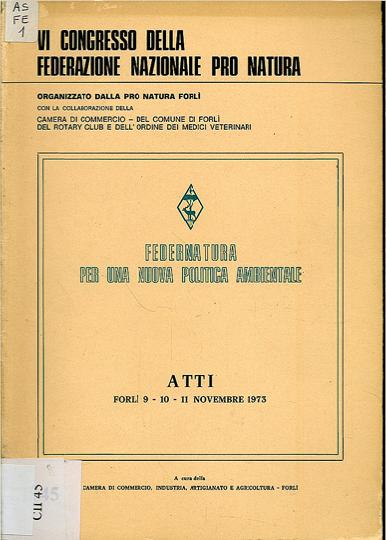 AS
FE
1
VI CONGRESSO DELLA
FEDERAZIONE NAZIONALE PRO NATURA
ORGANIZZATO DALLA PRO NATURA FORLÌ
CON LA COLLABORAZIONE DELLA
CAMERA DI COMMERCIO – DEL COMUNE DI FORLÌ
DEL ROTARY CLUB E DELL'ORDINE DEI MEDICI VETERINARI
FEDERNATURA
PER UNA NUOVA POLITICA AMBIENTALE
ATTI
FORLÌ 9 - 10 - 11 NOVEMBRE 1973
A cura della
CAMERA DI COMMERCIO, INDUSTRIA, ARTIGIANATO E AGRICOLTURA - FORLÌ
CII 45
45